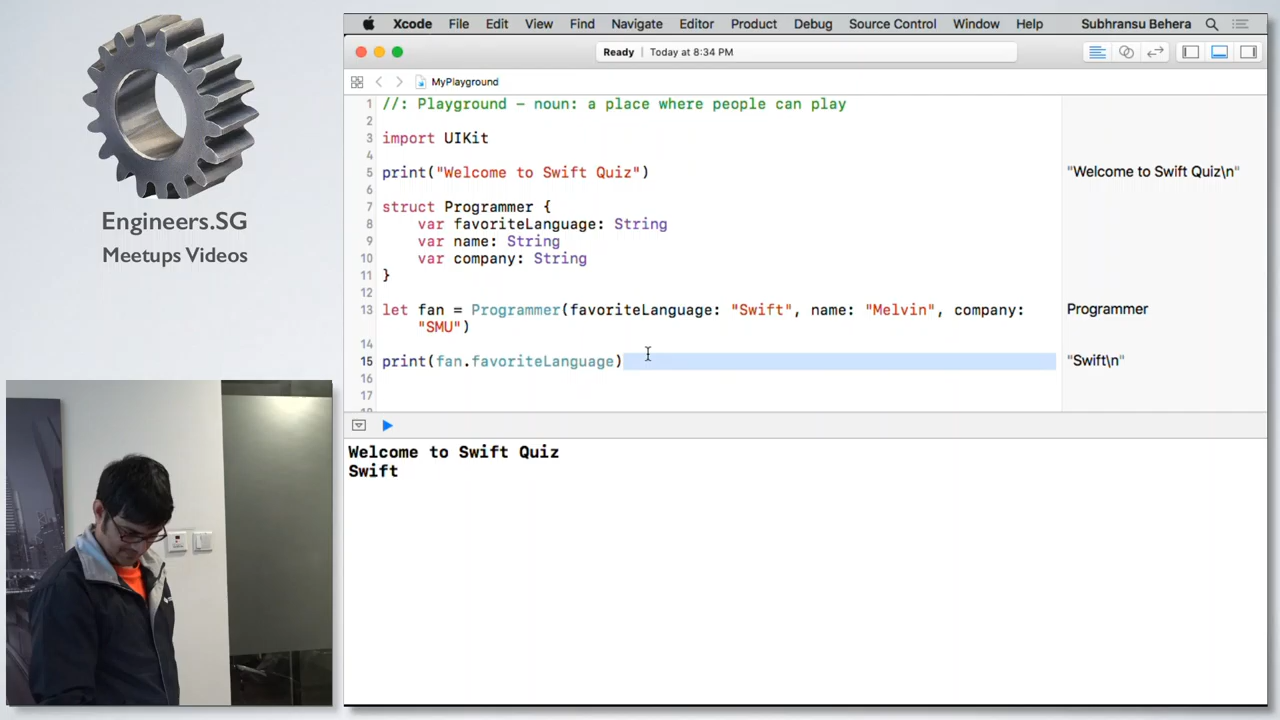 Engineers.SG
Meetups Videos
Xcode File Edit View Find Navigate Editor Product Debug Source Control Window Help Subhransu Behera
Ready | Today at 8:34 PM
MyPlayground
1 //: Playground – noun: a place where people can play
2
3 import UIKit
4
5 print("Welcome to Swift Quiz") "Welcome to Swift Quiz\n"
6
7 struct Programmer {
8 var favoriteLanguage: String
9 var name: String
10 var company: String
11 }
12
13 let fan = Programmer(favoriteLanguage: "Swift", name: "Melvin", company: Programmer
"SMU")
14
15 print(fan.favoriteLanguage) "Swift\n"
16
17
18
Welcome to Swift Quiz
Swift